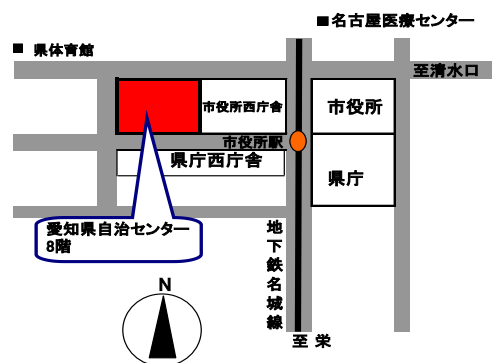 ■名古屋医療センター
■ 県体育館
至清水口
市役所西庁舎
市役所
市役所駅
県庁西庁舎
県庁
愛知県自治センター
8階
地下鉄名城線
N
至 栄